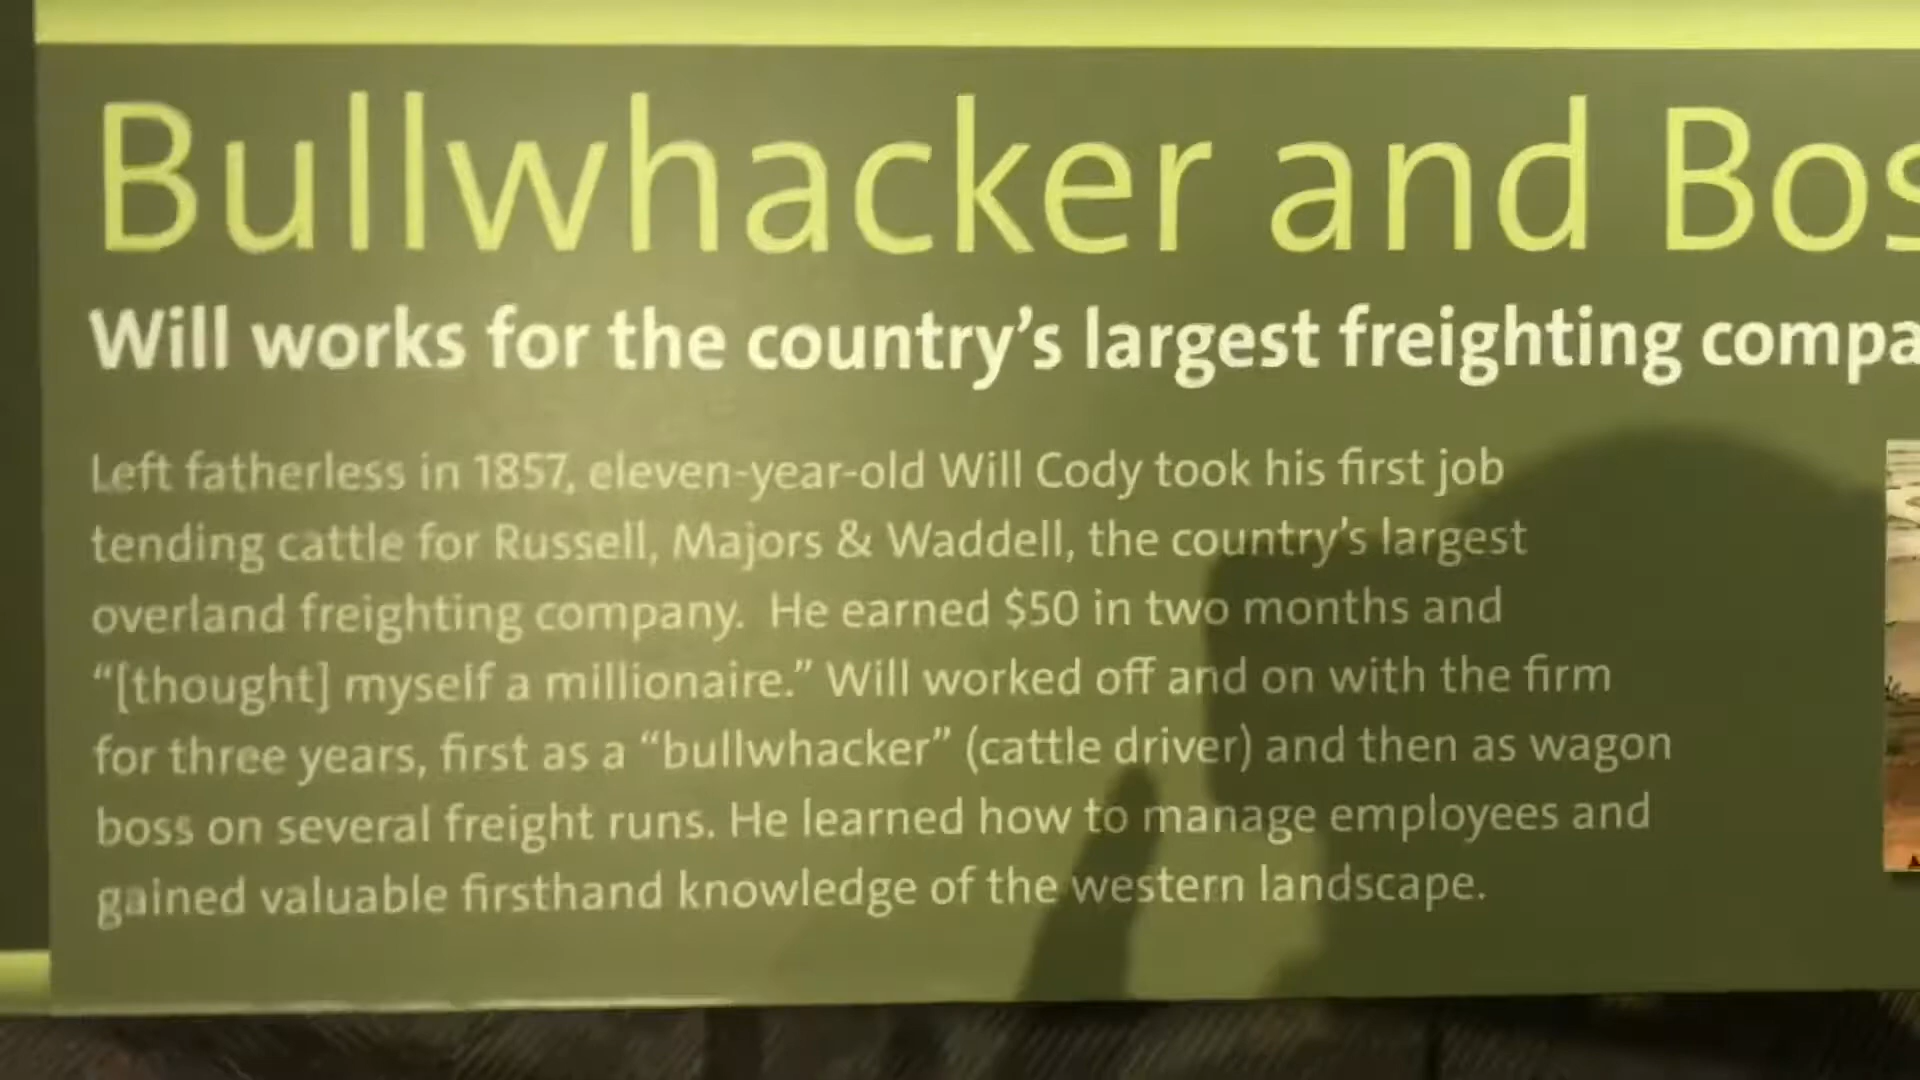 Bullwhacker and Bos
Will works for the country’s largest freighting compa
Left fatherless in 1857, eleven-year-old Will Cody took his first job
tending cattle for Russell, Majors & Waddell, the country’s largest
overland freighting company. He earned $50 in two months and
“[thought] myself a millionaire.” Will worked off and on with the firm
for three years, first as a “bullwhacker” (cattle driver) and then as wagon
boss on several freight runs. He learned how to manage employees and
gained valuable firsthand knowledge of the western landscape.